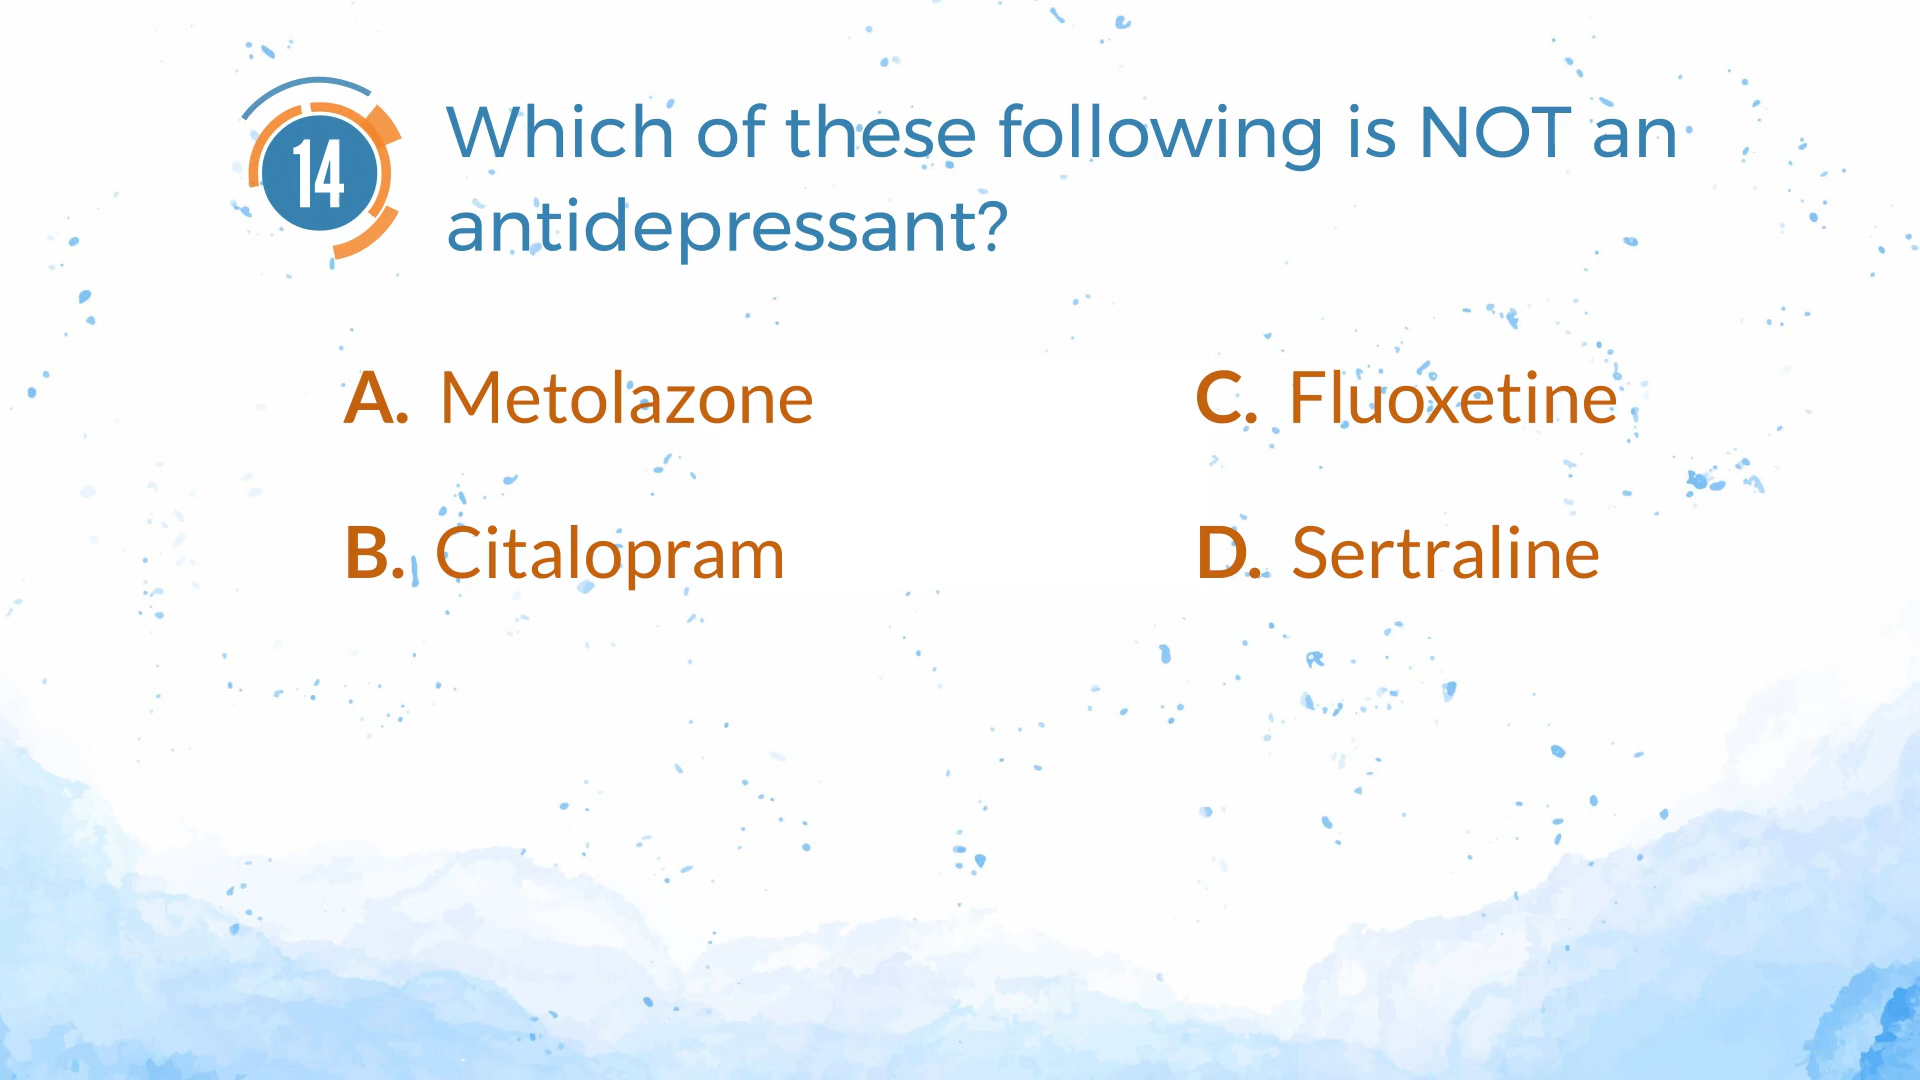 14
Which of these following is NOT an
antidepressant?
A. Metolazone
B. Citalopram
C. Fluoxetine
D. Sertraline